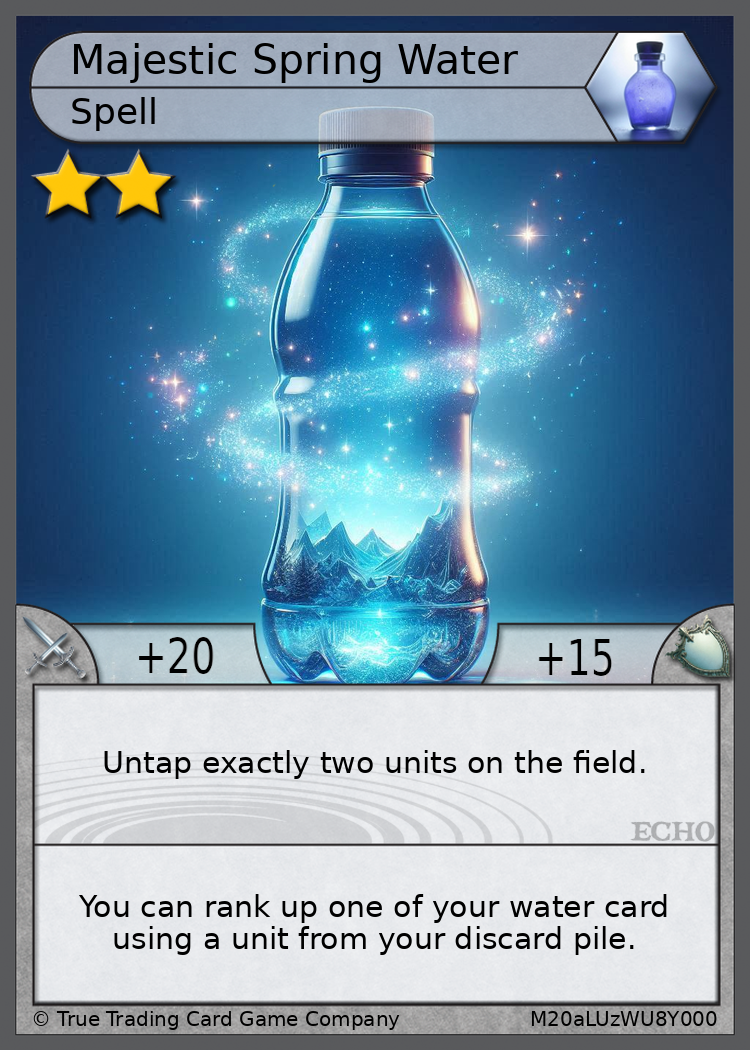 Majestic Spring Water
Spell
+20
+15
Untap exactly two units on the field.
ECHO
You can rank up one of your water card
using a unit from your discard pile.
© True Trading Card Game Company
M20aLUzWU8Y000